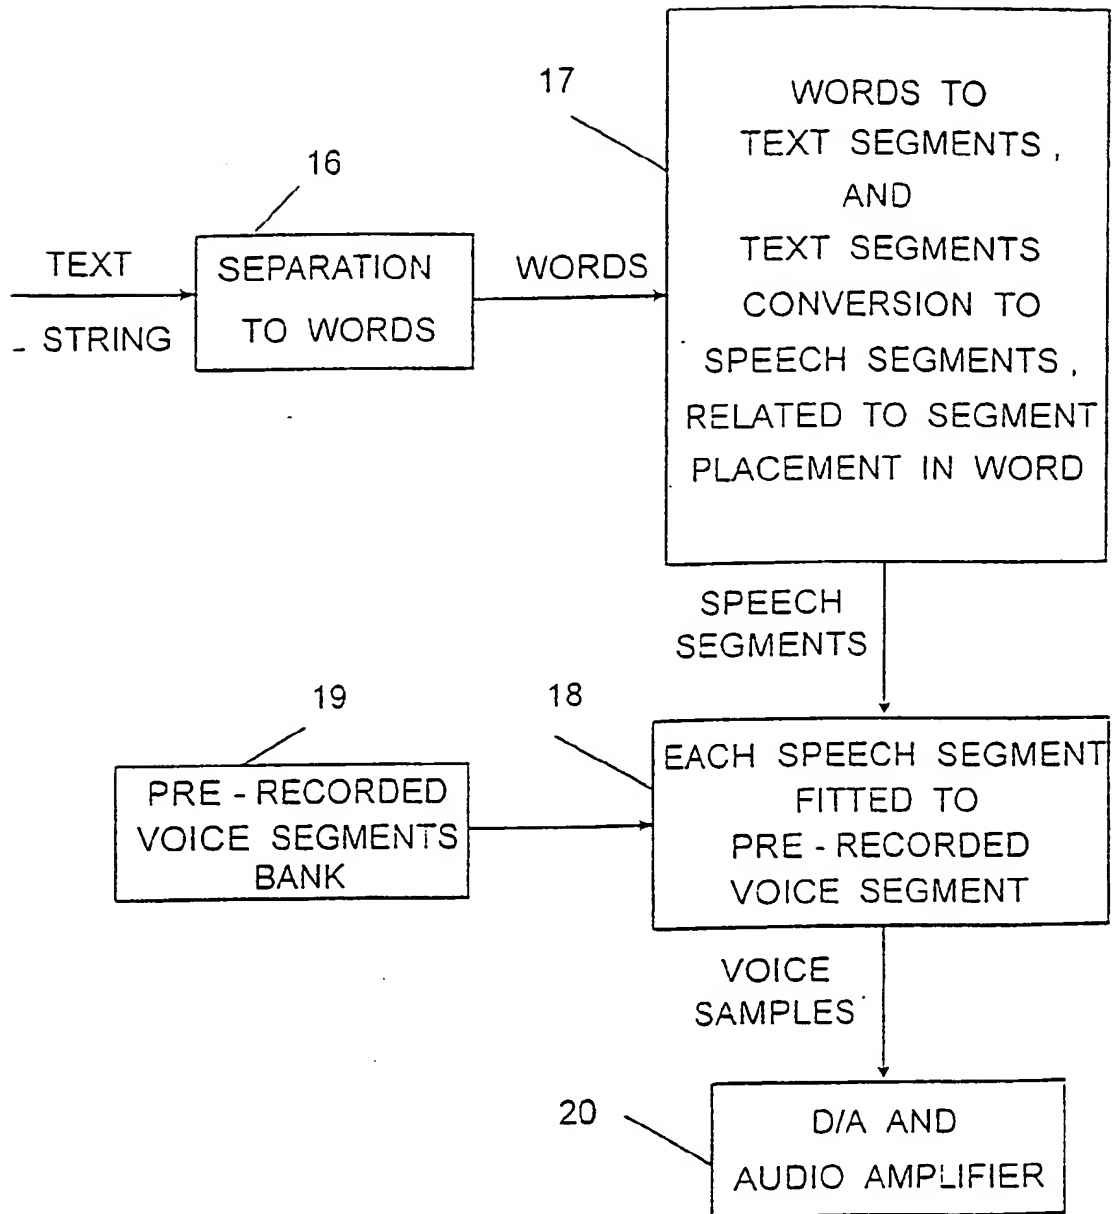 17
WORDS TO
TEXT SEGMENTS,
AND
TEXT SEGMENTS
CONVERSION TO
SPEECH SEGMENTS,
RELATED TO SEGMENT
PLACEMENT IN WORD
16
TEXT
STRING
SEPARATION
TO WORDS
WORDS
SPEECH
SEGMENTS
19
18
PRE - RECORDED
VOICE SEGMENTS
BANK
EACH SPEECH SEGMENT
FITTED TO
PRE - RECORDED
VOICE SEGMENT
VOICE
SAMPLES
20
D/A AND
AUDIO AMPLIFIER